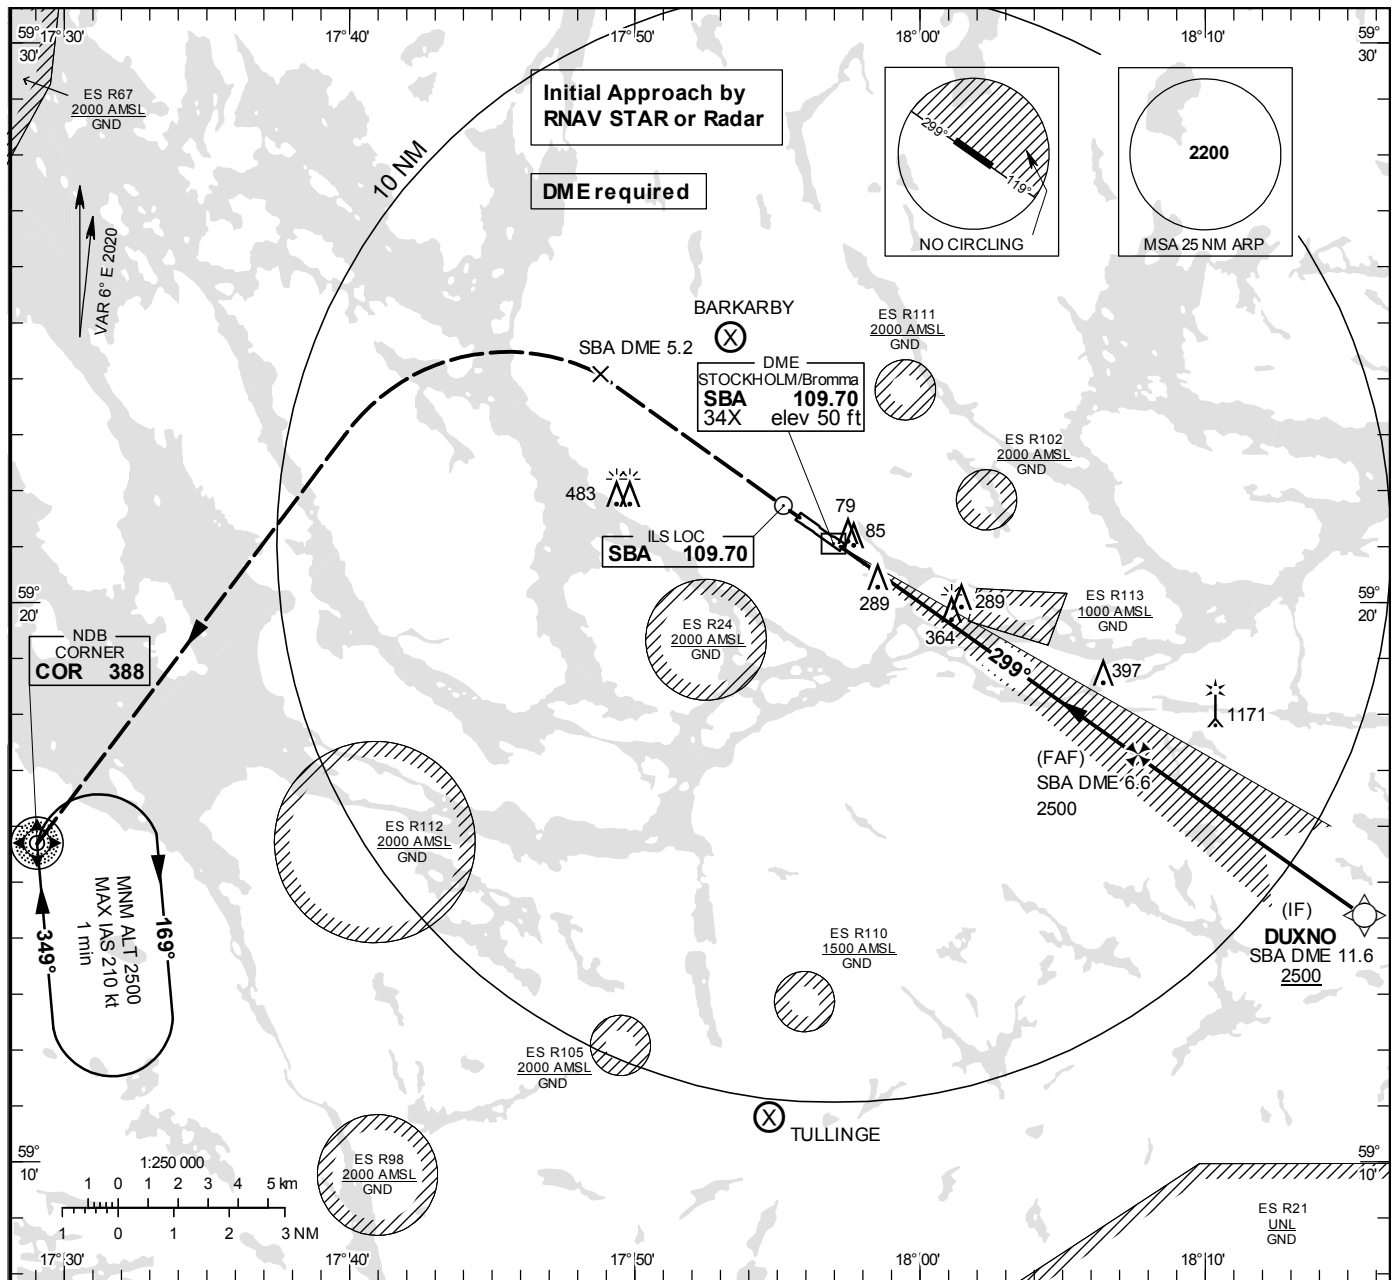 17°30'
17°40'
17°50'
18°00'
18°10'
59°
30'
59°
30'
ES R67
2000 AMSL
GND
VAR 6° E 2020
10 NM
Initial Approach by
RNAV STAR or Radar
DME required
299°
119°
NO CIRCLING
2200
MSA 25 NM ARP
BARKARBY
X
SBA DME 5.2
DME
STOCKHOLM/Bromma
SBA 109.70
34X elev 50 ft
ES R111
2000 AMSL
GND
ES R102
2000 AMSL
GND
483
79
85
ILS LOC
SBA 109.70
289
289
364
ES R113
1000 AMSL
GND
59°
20'
59°
20'
NDB
CORNER
COR 388
ES R24
2000 AMSL
GND
299°
397
1171
(FAF)
SBA DME 6.6
2500
ES R112
2000 AMSL
GND
349°
MNM ALT 2500
MAX IAS 210 kt
1 min
169°
(IF)
DUXNO
SBA DME 11.6
2500
ES R110
1500 AMSL
GND
ES R105
2000 AMSL
GND
X
TULLINGE
ES R98
2000 AMSL
GND
59°
10'
59°
10'
1:250 000
1 0 1 2 3 4 5 km
1 0 1 2 3 NM
ES R21
UNL
GND
17°30'
17°40'
17°50'
18°00'
18°10'